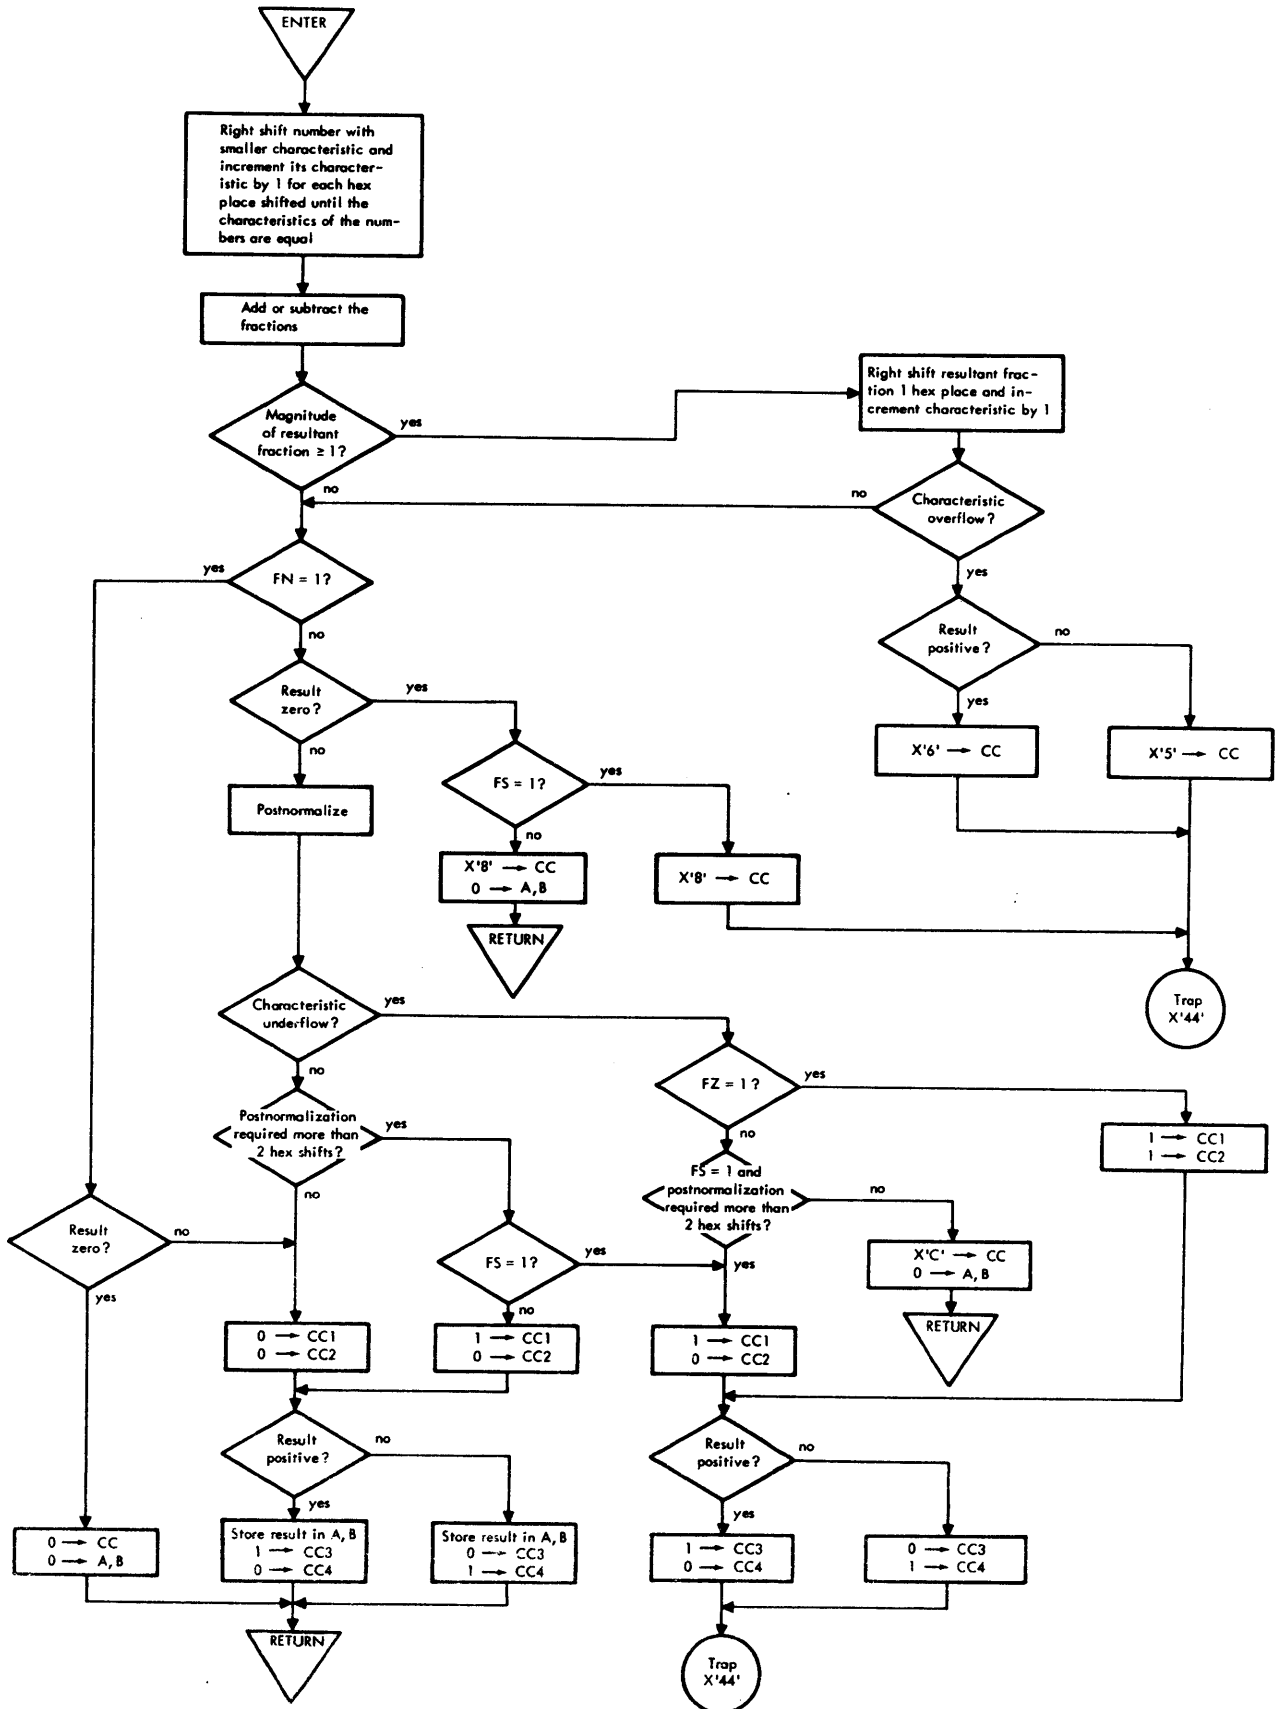 ENTER
Right shift number with
smaller characteristic and
increment its character-
istic by 1 for each hex
place shifted until the
characteristics of the num-
bers are equal
Add or subtract the
fractions
Right shift resultant frac-
tion 1 hex place and in-
crement characteristic by 1
Magnitude
of resultant
fraction ≥ 1?
yes
no
Characteristic
overflow?
no
yes
FN = 1?
yes
no
Result
positive?
no
yes
Result
zero?
yes
no
X'6' → CC
X'5' → CC
FS = 1?
yes
no
Postnormalize
X'8' → CC
0 → A, B
X'8' → CC
RETURN
Trap
X'44'
Characteristic
underflow?
yes
no
FZ = 1?
yes
no
Postnormalization
required more than
2 hex shifts?
yes
no
1 → CC1
1 → CC2
FS = 1 and
postnormalization
required more than
2 hex shifts?
no
yes
Result
zero?
no
yes
FS = 1?
yes
no
X'C' → CC
0 → A, B
RETURN
0 → CC1
0 → CC2
1 → CC1
0 → CC2
1 → CC1
0 → CC2
Result
positive?
no
yes
Result
positive?
no
yes
0 → CC
0 → A, B
Store result in A, B
1 → CC3
0 → CC4
Store result in A, B
0 → CC3
1 → CC4
1 → CC3
0 → CC4
0 → CC3
1 → CC4
RETURN
Trap
X'44'